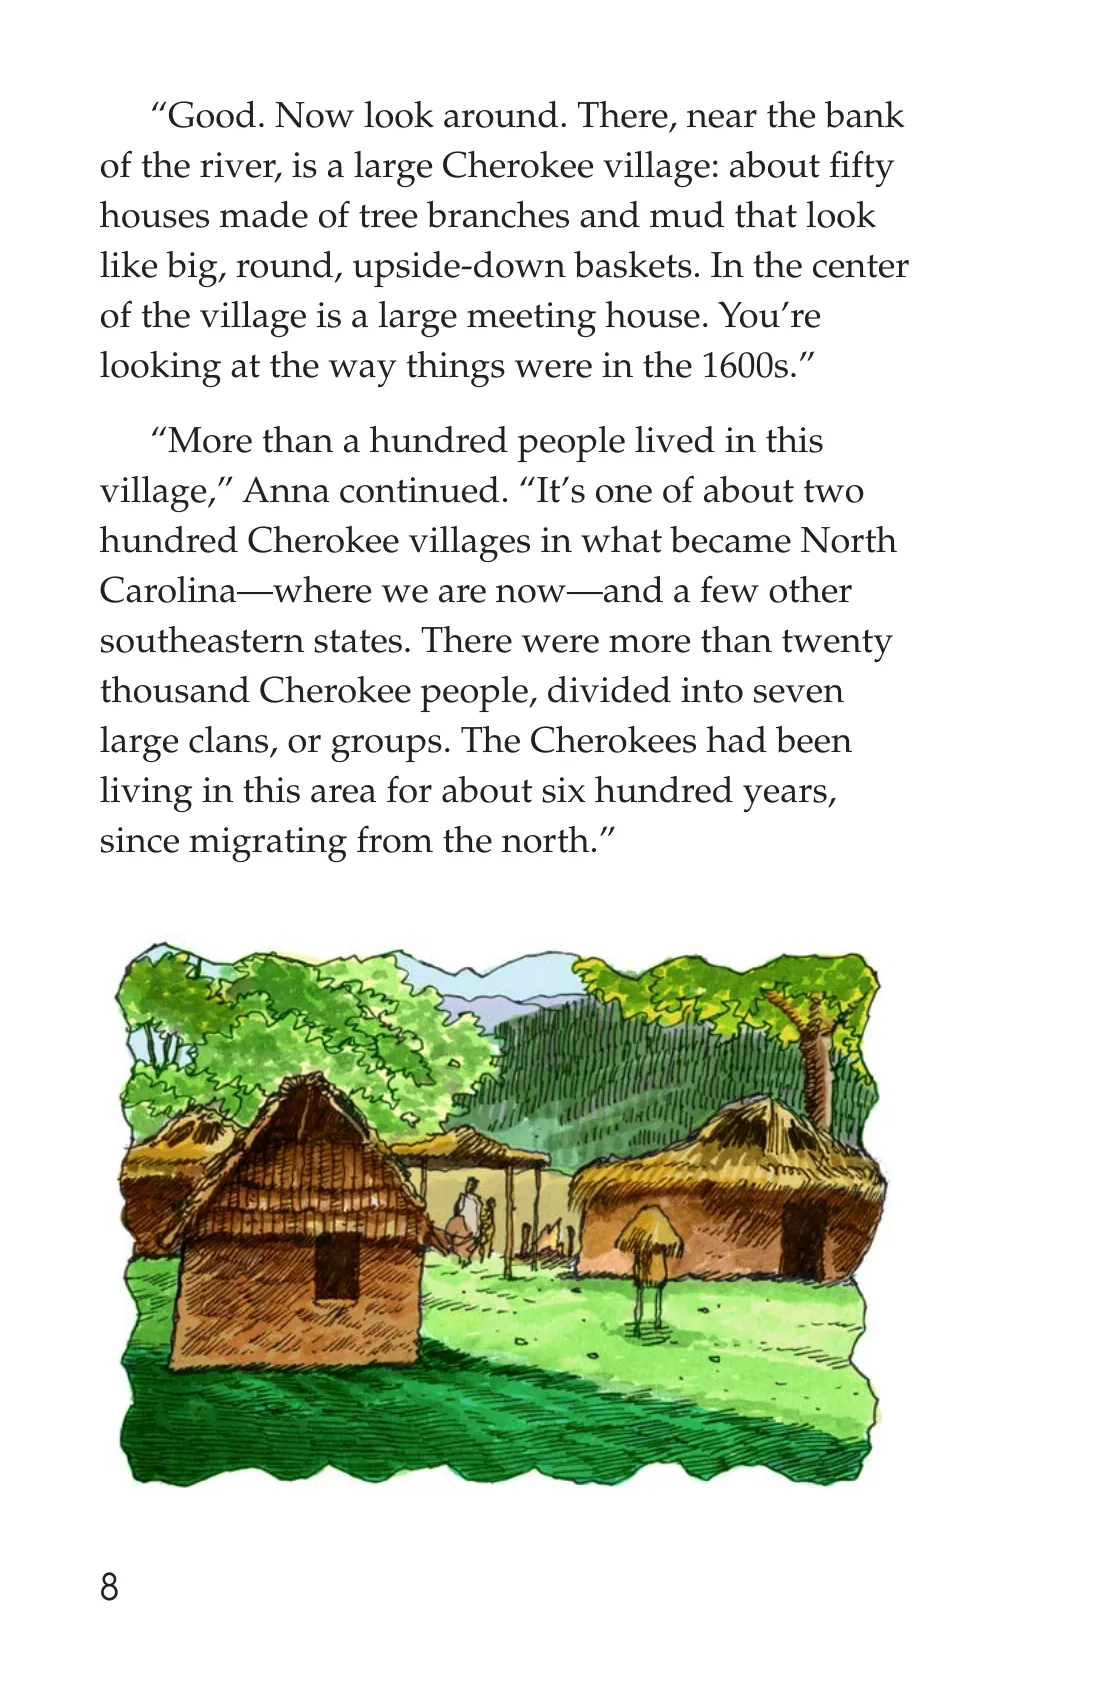 “Good. Now look around. There, near the bank
of the river, is a large Cherokee village: about fifty
houses made of tree branches and mud that look
like big, round, upside-down baskets. In the center
of the village is a large meeting house. You’re
looking at the way things were in the 1600s.”
“More than a hundred people lived in this
village,” Anna continued. “It’s one of about two
hundred Cherokee villages in what became North
Carolina—where we are now—and a few other
southeastern states. There were more than twenty
thousand Cherokee people, divided into seven
large clans, or groups. The Cherokees had been
living in this area for about six hundred years,
since migrating from the north.”
8